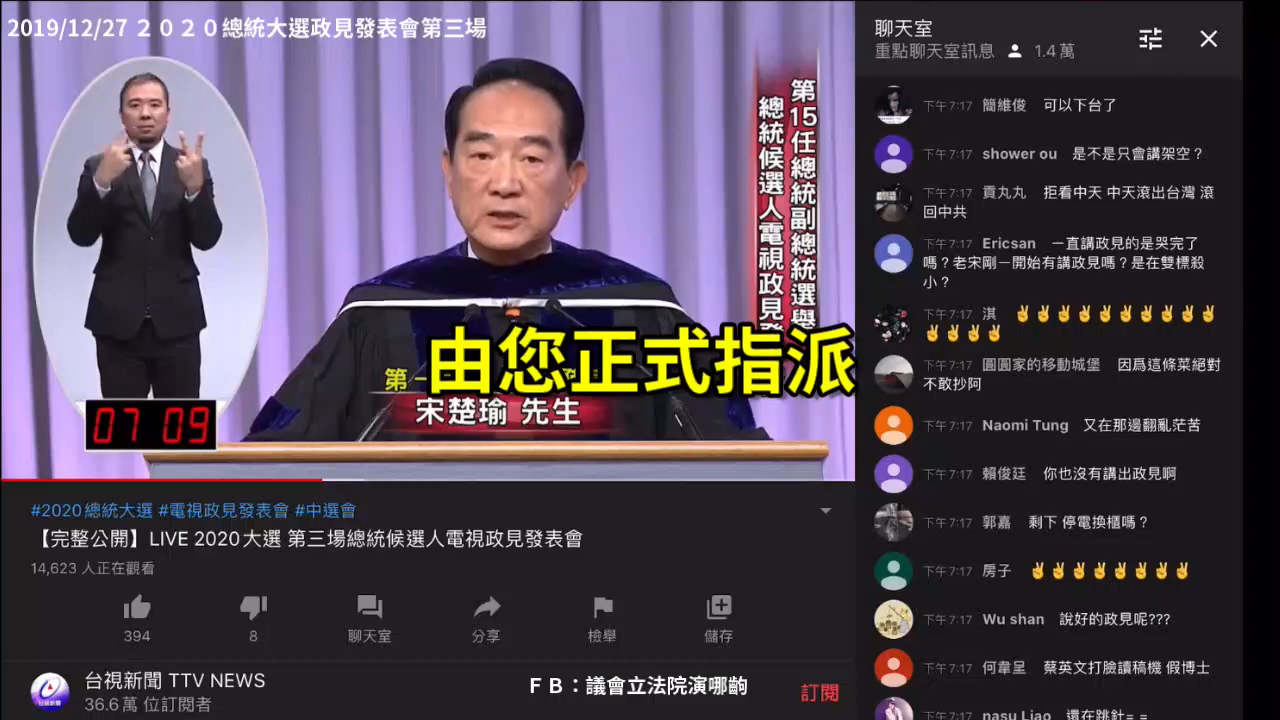 2019/12/27 ２０２０總統大選政見發表會第三場
第15任總統副總統選舉
總統候選人電視政見發
由您正式指派
第一
宋楚瑜 先生
07 09
#2020總統大選 #電視政見發表會 #中選會
【完整公開】LIVE 2020大選 第三場總統候選人電視政見發表會
14,623 人正在觀看
394
8
聊天室
分享
檢舉
儲存
台視新聞 TTV NEWS
36.6萬 位訂閱者
ＦＢ：議會立法院演哪齣
訂閱
台視新聞
聊天室
重點聊天室訊息 1.4萬
下午7:17 簡維俊 可以下台了
下午7:17 shower ou 是不是只會講架空？
下午7:17 貢丸丸 拒看中天 中天滾出台灣 滾
回中共
下午7:17 Ericsan 一直講政見的是哭完了
嗎？老宋剛一開始有講政見嗎？是在雙標殺
小？
下午7:17 淇 ✌✌✌✌✌✌✌✌✌✌
✌✌✌✌
下午7:17 圓圓家的移動城堡 因爲這條菜絕對
不敢抄阿
下午7:17 Naomi Tung 又在那邊翻亂茫苦
下午7:17 賴俊廷 你也沒有講出政見啊
下午7:17 郭嘉 剩下 停電換櫃嗎？
下午7:17 房子 ✌✌✌✌✌✌✌✌
下午7:17 Wu shan 說好的政見呢???
下午7:17 何韋呈 蔡英文打臉讀稿機 假博士
下午7:17 nasu Liao 還在跳針= =